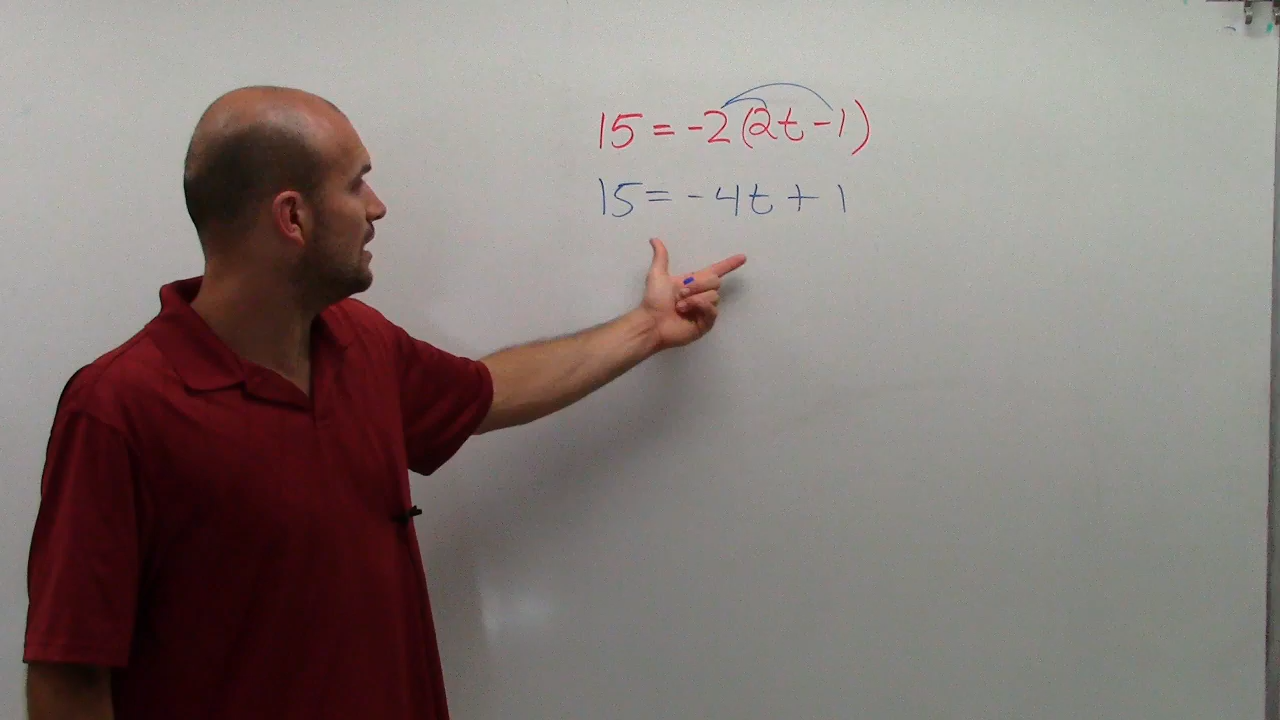 15 = -2(2t - 1)
15 = -4t + 1